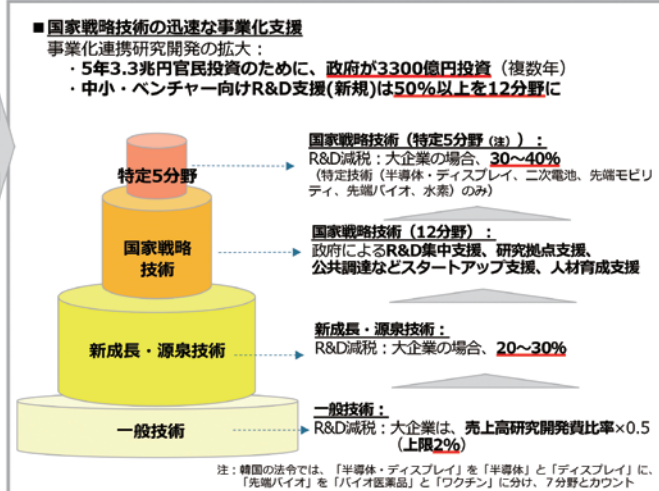 ■国家戦略技術の迅速な事業化支援
事業化連携研究開発の拡大：
・5年3.3兆円官民投資のために、政府が3300億円投資（複数年）
・中小・ベンチャー向けR&D支援(新規)は50%以上を12分野に
特定5分野
国家戦略技術（特定5分野（注））：
R&D減税：大企業の場合、30～40%
（特定技術（半導体・ディスプレイ、二次電池、先端モビリ
ティ、先端バイオ、水素）のみ）
国家戦略
技術
国家戦略技術（12分野）：
政府によるR&D集中支援、研究拠点支援、
公共調達などスタートアップ支援、人材育成支援
新成長・源泉技術
新成長・源泉技術：
R&D減税：大企業の場合、20～30%
一般技術
一般技術：
R&D減税：大企業は、売上高研究開発費比率×0.5
（上限2%）
注：韓国の法令では、「半導体・ディスプレイ」を「半導体」と「ディスプレイ」に、
「先端バイオ」を「バイオ医薬品」と「ワクチン」に分け、７分野とカウント